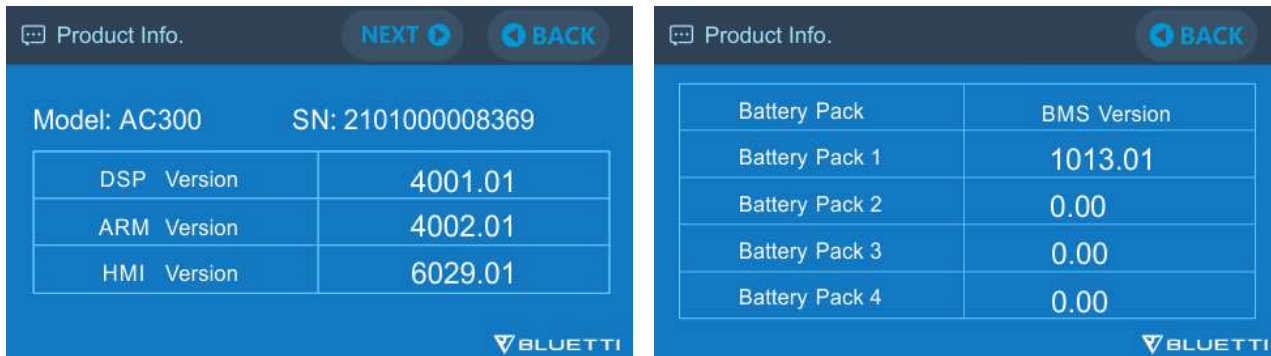 Product Info.
NEXT
BACK
Model: AC300 SN: 2101000008369
DSP Version 4001.01
ARM Version 4002.01
HMI Version 6029.01
BLUETTI
Product Info.
BACK
Battery Pack BMS Version
Battery Pack 1 1013.01
Battery Pack 2 0.00
Battery Pack 3 0.00
Battery Pack 4 0.00
BLUETTI